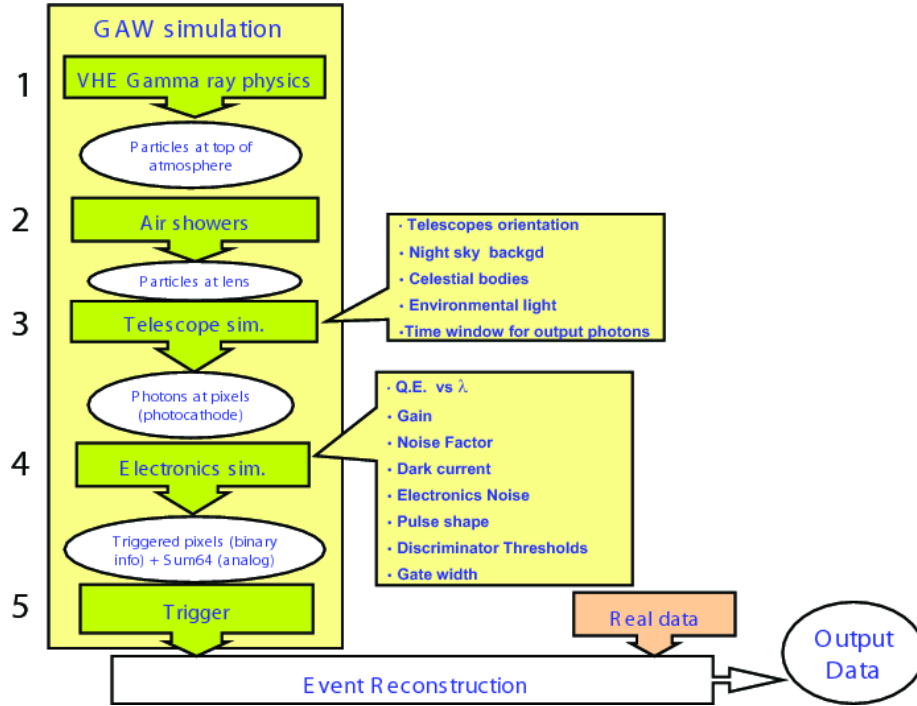 GAW simulation
1
VHE Gamma ray physics
Particles at top of
atmosphere
2
Air showers
Particles at lens
3
Telescope sim.
· Telescopes orientation
· Night sky backgd
· Celestial bodies
· Environmental light
·Time window for output photons
Photons at pixels
(photocathode)
4
Electronics sim.
· Q.E. vs λ
· Gain
· Noise Factor
· Dark current
· Electronics Noise
· Pulse shape
· Discriminator Thresholds
· Gate width
Triggered pixels (binary
info) + Sum64 (analog)
5
Trigger
Real data
Event Reconstruction
Output
Data